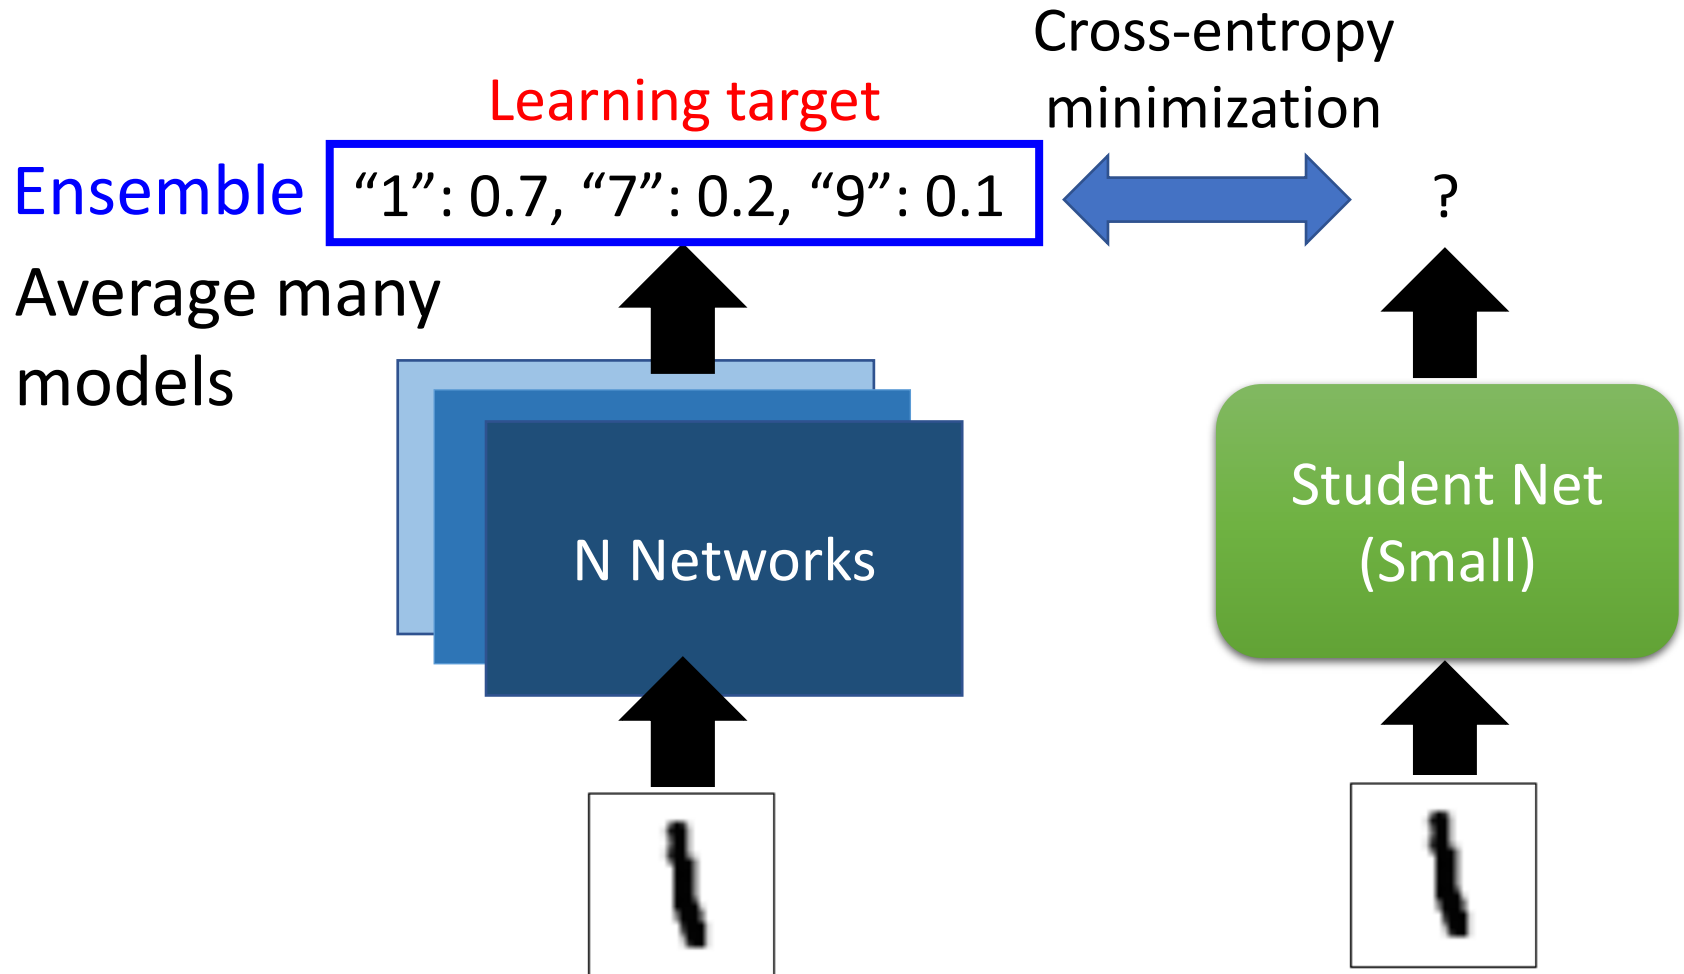 Cross-entropy
minimization
Learning target
Ensemble
“1”: 0.7, “7”: 0.2, “9”: 0.1
?
Average many
models
N Networks
Student Net
(Small)